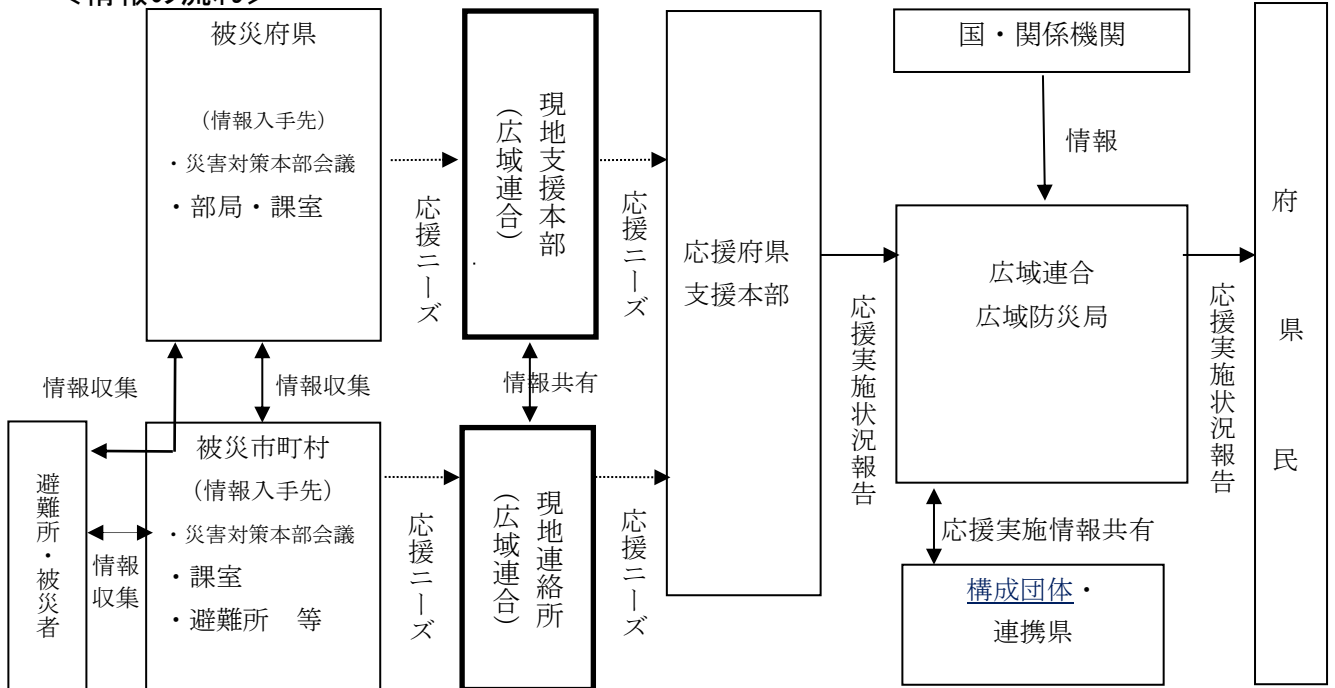 ＜情報の流れ＞
被災府県
（情報入手先）
・災害対策本部会議
・部局・課室
応援ニーズ
現地支援本部
（広域連合）
応援ニーズ
応援府県
支援本部
国・関係機関
情報
広域連合
広域防災局
応援実施状況報告
応援実施状況報告
府県民
情報収集
情報収集
情報共有
避難所・被災者
情報
収集
被災市町村
（情報入手先）
・災害対策本部会議
・課室
・避難所　等
応援ニーズ
現地連絡所
（広域連合）
応援ニーズ
応援実施情報共有
構成団体・
連携県